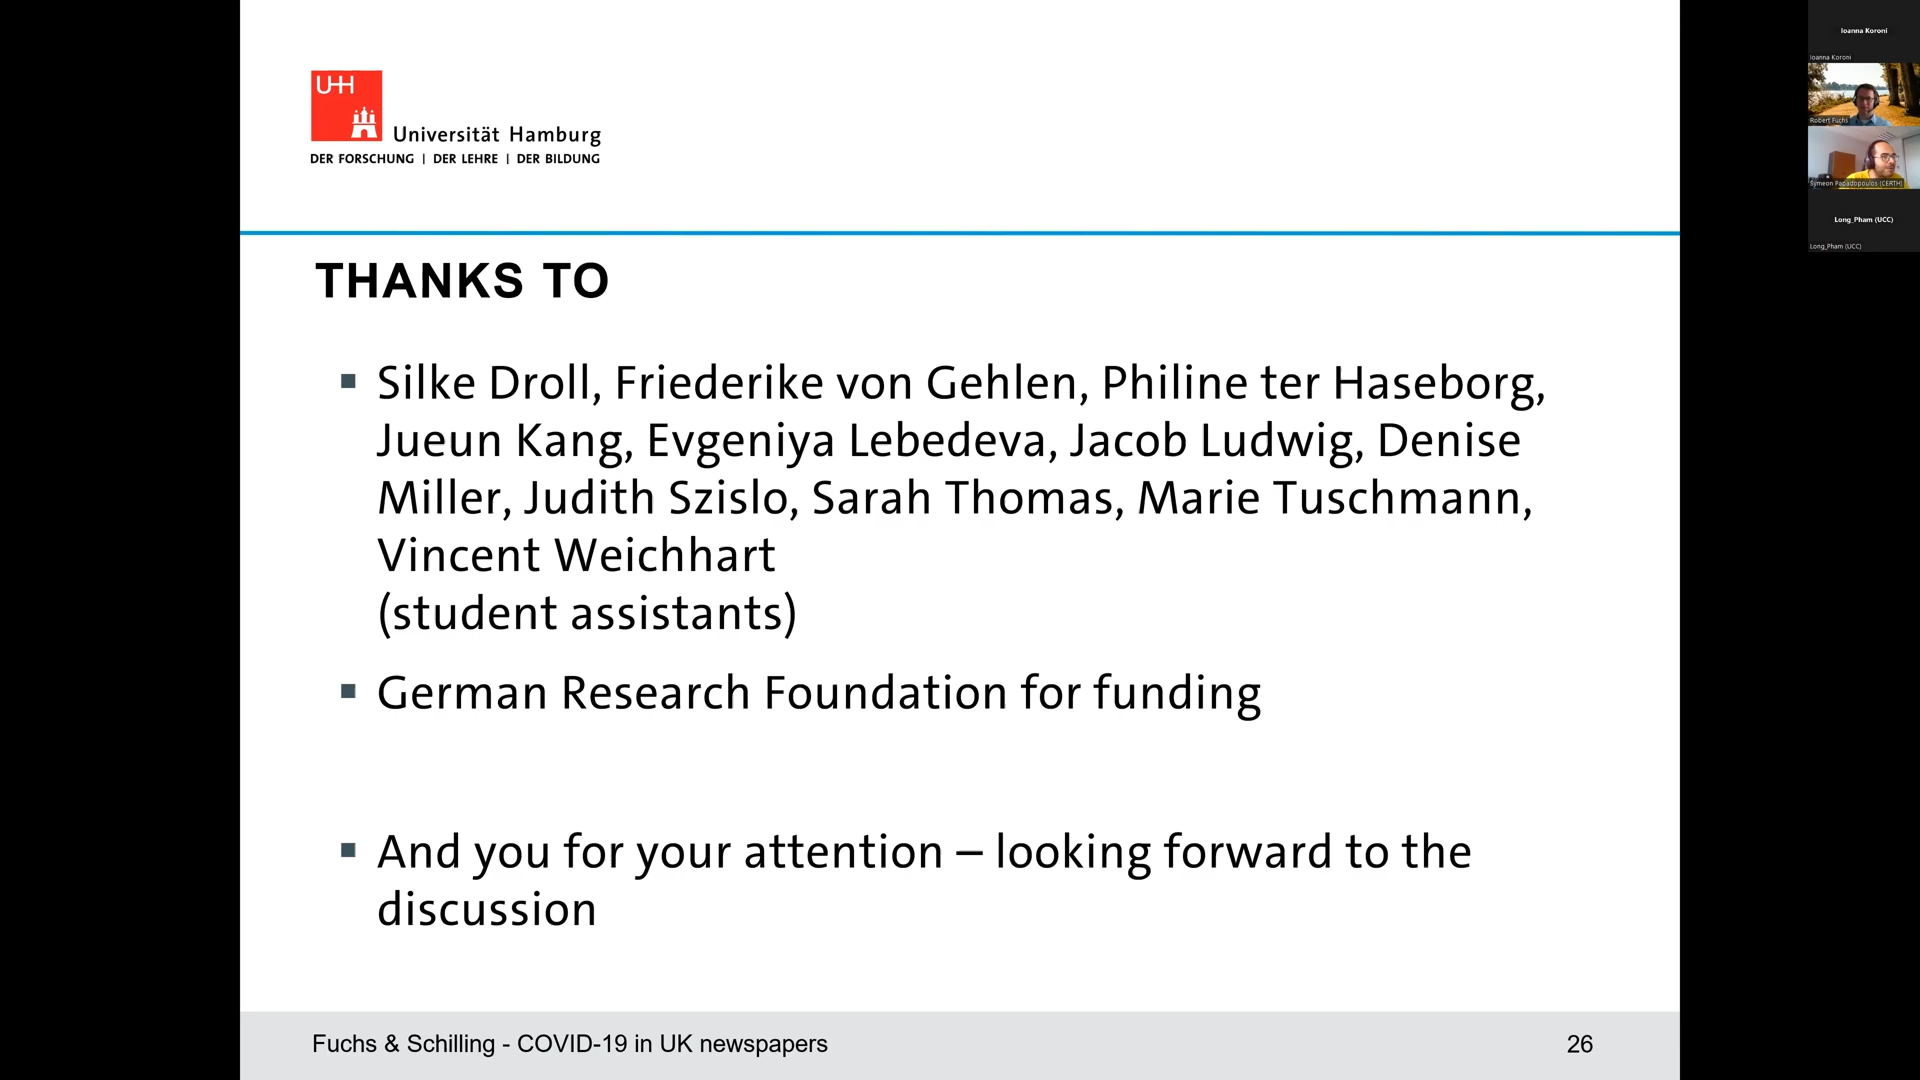 UHH
Universität Hamburg
DER FORSCHUNG | DER LEHRE | DER BILDUNG
THANKS TO
▪ Silke Droll, Friederike von Gehlen, Philine ter Haseborg,
Jueun Kang, Evgeniya Lebedeva, Jacob Ludwig, Denise
Miller, Judith Szislo, Sarah Thomas, Marie Tuschmann,
Vincent Weichhart
(student assistants)
▪ German Research Foundation for funding
▪ And you for your attention – looking forward to the
discussion
Fuchs & Schilling - COVID-19 in UK newspapers
26
Ioanna Koroni
Ioanna Koroni
Robert Fuchs
Symeon Papadopoulos (CERTH)
Long_Pham (UCC)
Long_Pham (UCC)